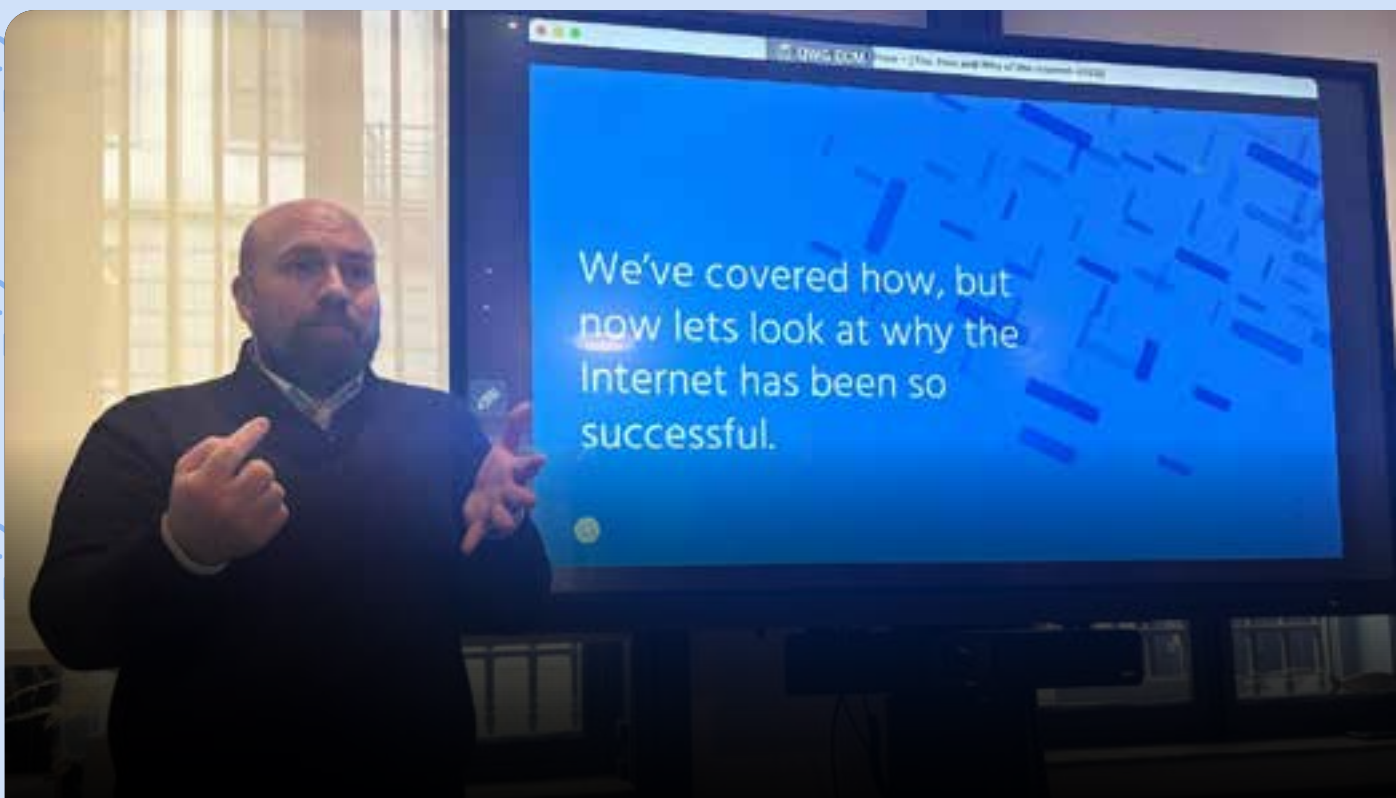 We've covered how, but
now lets look at why the
Internet has been so
successful.